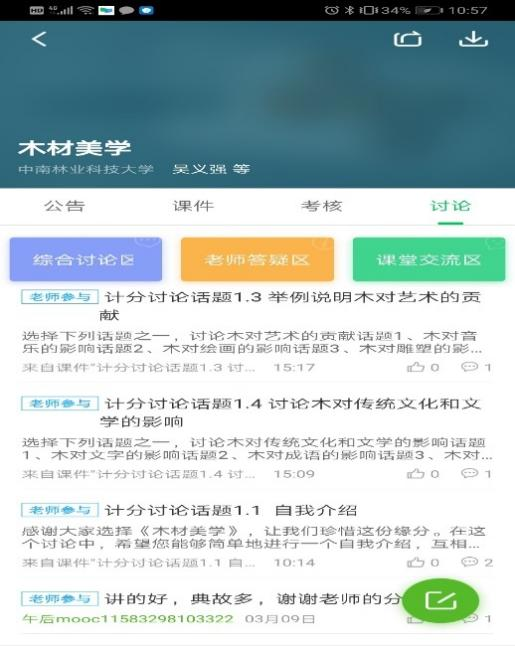 HD 4G 34% 10:57
木材美学
中南林业科技大学 吴义强 等
公告 课件 考核 讨论
综合讨论区 老师答疑区 课堂交流区
老师参与 计分讨论话题1.3 举例说明木对艺术的贡
献
选择下列话题之一，讨论木对艺术的贡献话题1、木对音
乐的影响话题2、木对绘画的影响话题3、木对雕塑的影...
来自课件“计分讨论话题1.3 讨... 15:17 0 1
老师参与 计分讨论话题1.4 讨论木对传统文化和文
学的影响
选择下列话题之一，讨论木对传统文化和文学的影响话题
1、木对文字的影响话题2、木对成语的影响话题3、木对...
来自课件“计分讨论话题1.4 讨... 15:09 0 1
老师参与 计分讨论话题1.1 自我介绍
感谢大家选择《木材美学》，让我们珍惜这份缘分。在这
个讨论中，希望您能够简单地进行一个自我介绍，互相...
来自课件“计分讨论话题1.1 自... 10:14 0 2
老师参与 讲的好，典故多，谢谢老师的分
午后mooc11583298103322 03月09日